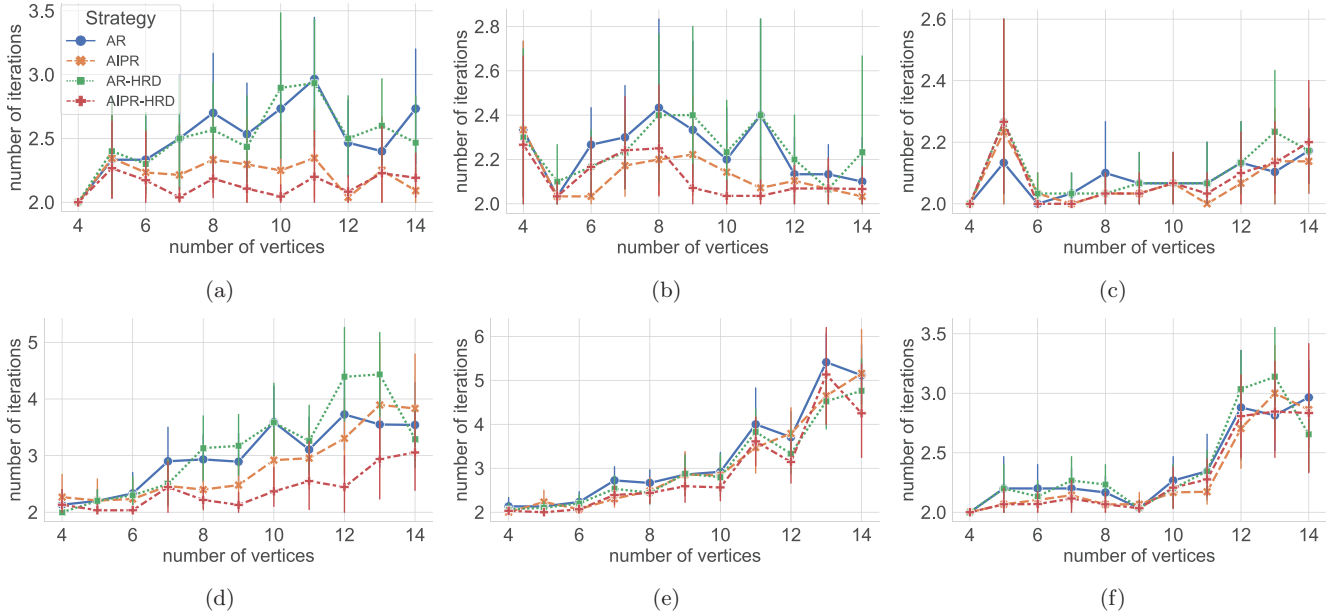 3.5
3.0
2.5
2.0
number of iterations
Strategy
AR
AIPR
AR-HRD
AIPR-HRD
4 6 8 10 12 14
number of vertices
(a)
2.8
2.6
2.4
2.2
2.0
number of iterations
4 6 8 10 12 14
number of vertices
(b)
2.6
2.4
2.2
2.0
number of iterations
4 6 8 10 12 14
number of vertices
(c)
5
4
3
2
number of iterations
4 6 8 10 12 14
number of vertices
(d)
6
5
4
3
2
number of iterations
4 6 8 10 12 14
number of vertices
(e)
3.5
3.0
2.5
2.0
number of iterations
4 6 8 10 12 14
number of vertices
(f)